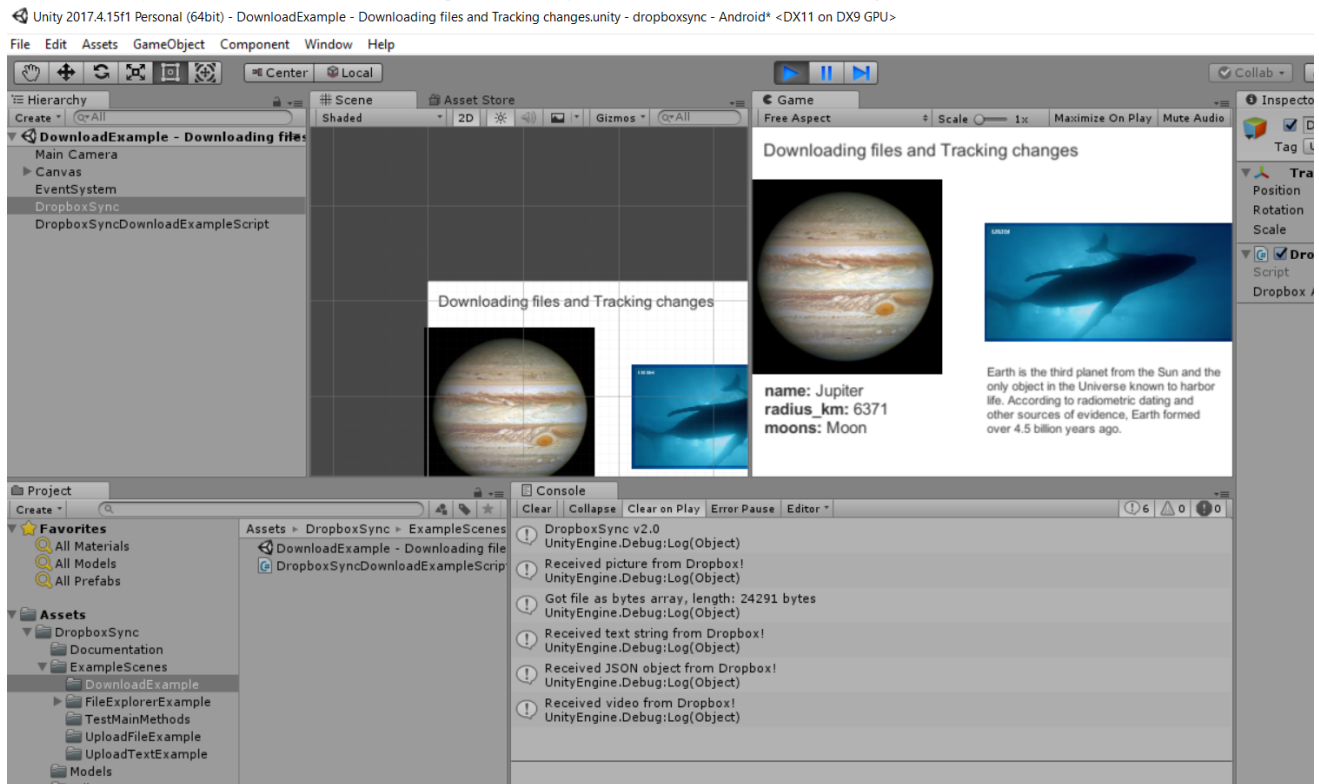 Unity 2017.4.15f1 Personal (64bit) - DownloadExample - Downloading files and Tracking changes.unity - dropboxsync - Android* <DX11 on DX9 GPU>
File Edit Assets GameObject Component Window Help
Center Local
Collab
Hierarchy
Create All
DownloadExample - Downloading files
Main Camera
Canvas
EventSystem
DropboxSync
DropboxSyncDownloadExampleScript
Scene Asset Store
Shaded 2D Gizmos All
Downloading files and Tracking changes
Game
Free Aspect Scale 1x Maximize On Play Mute Audio
Downloading files and Tracking changes
name: Jupiter
radius_km: 6371
moons: Moon
Earth is the third planet from the Sun and the
only object in the Universe known to harbor
life. According to radiometric dating and
other sources of evidence, Earth formed
over 4.5 billion years ago.
Inspecto
D
Tag U
Tra
Position
Rotation
Scale
Dro
Script
Dropbox A
Project
Create
Favorites
All Materials
All Models
All Prefabs
Assets
DropboxSync
Documentation
ExampleScenes
DownloadExample
FileExplorerExample
TestMainMethods
UploadFileExample
UploadTextExample
Models
Assets DropboxSync ExampleScenes
DownloadExample - Downloading file
DropboxSyncDownloadExampleScrip
Console
Clear Collapse Clear on Play Error Pause Editor 6 0 0
DropboxSync v2.0
UnityEngine.Debug:Log(Object)
Received picture from Dropbox!
UnityEngine.Debug:Log(Object)
Got file as bytes array, length: 24291 bytes
UnityEngine.Debug:Log(Object)
Received text string from Dropbox!
UnityEngine.Debug:Log(Object)
Received JSON object from Dropbox!
UnityEngine.Debug:Log(Object)
Received video from Dropbox!
UnityEngine.Debug:Log(Object)